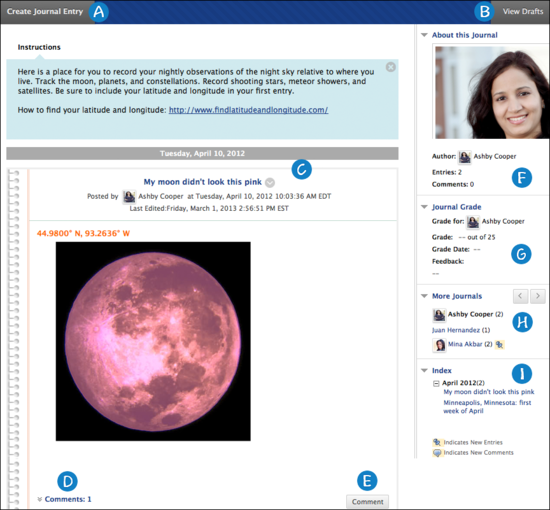 Create Journal Entry A B View Drafts
Instructions
Here is a place for you to record your nightly observations of the night sky relative to where you
live. Track the moon, planets, and constellations. Record shooting stars, meteor showers, and
satellites. Be sure to include your latitude and longitude in your first entry.
How to find your latitude and longitude: http://www.findlatitudeandlongitude.com/
Tuesday, April 10, 2012
C
My moon didn't look this pink
Posted by Ashby Cooper at Tuesday, April 10, 2012 10:03:36 AM EDT
Last Edited:Friday, March 1, 2013 2:56:51 PM EST
44.9800° N, 93.2636° W
D
Comments: 1
E
Comment
About this Journal
Author: Ashby Cooper
Entries: 2
Comments: 0
F
Journal Grade
Grade for: Ashby Cooper
Grade: -- out of 25
Grade Date: --
Feedback:
--
G
More Journals
Ashby Cooper (2)
Juan Hernandez (1)
Mina Akbar (2)
H
Index
I
April 2012(2)
My moon didn't look this pink
Minneapolis, Minnesota: first
week of April
Indicates New Entries
Indicates New Comments